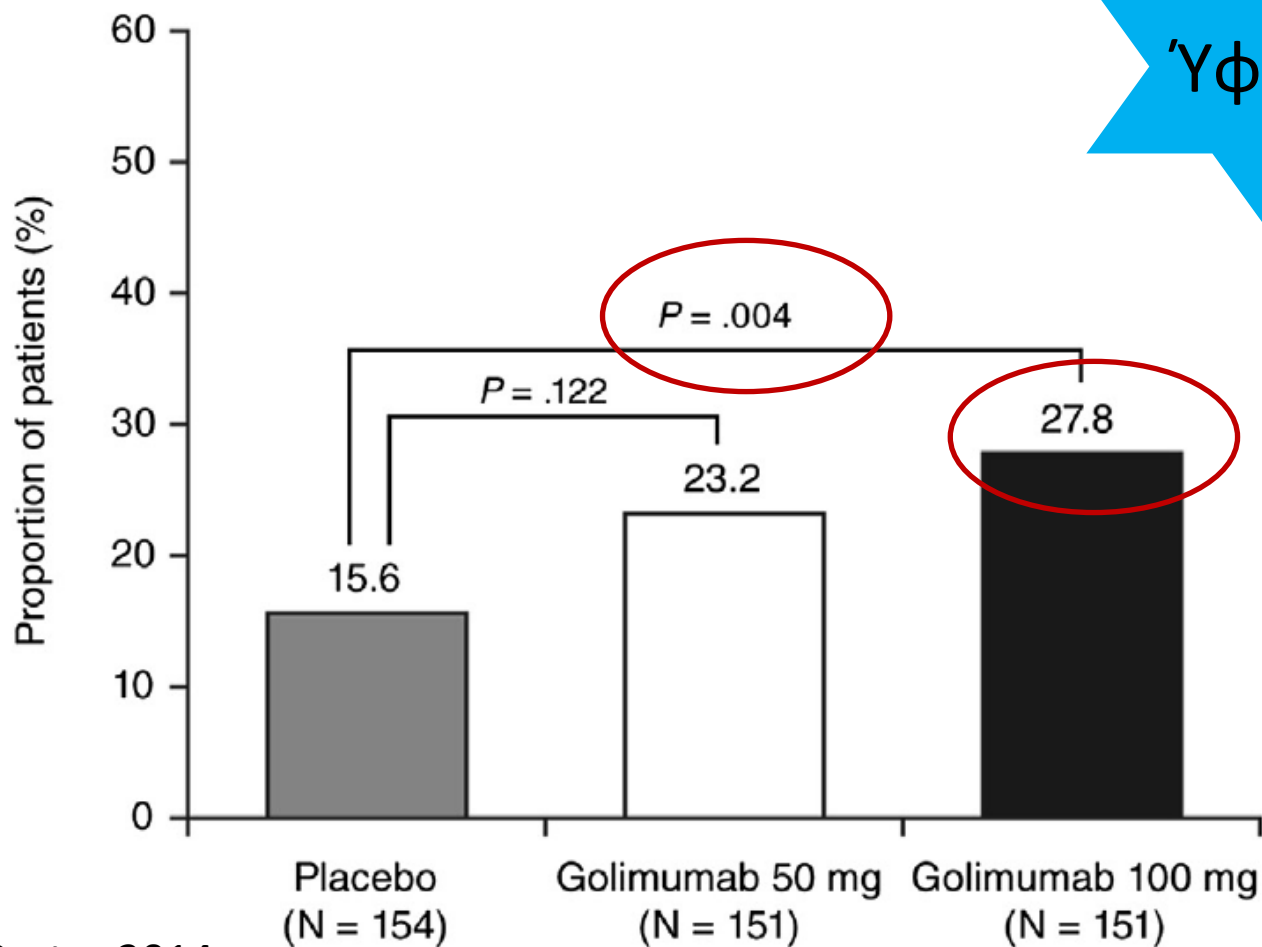 Ύφ
Proportion of patients (%)
60
50
40
30
20
10
0
P = .004
P = .122
15.6
23.2
27.8
Placebo
(N = 154)
Golimumab 50 mg
(N = 151)
Golimumab 100 mg
(N = 151)